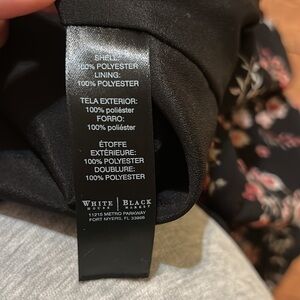 SHELL:
100% POLYESTER
LINING:
100% POLYESTER
TELA EXTERIOR:
100% poliéster
FORRO:
100% poliéster
ÉTOFFE
EXTÉRIEURE:
100% POLYESTER
DOUBLURE:
100% POLYESTER
WHITE HOUSE | BLACK MARKET
11215 METRO PARKWAY
FORT MYERS, FL 33966